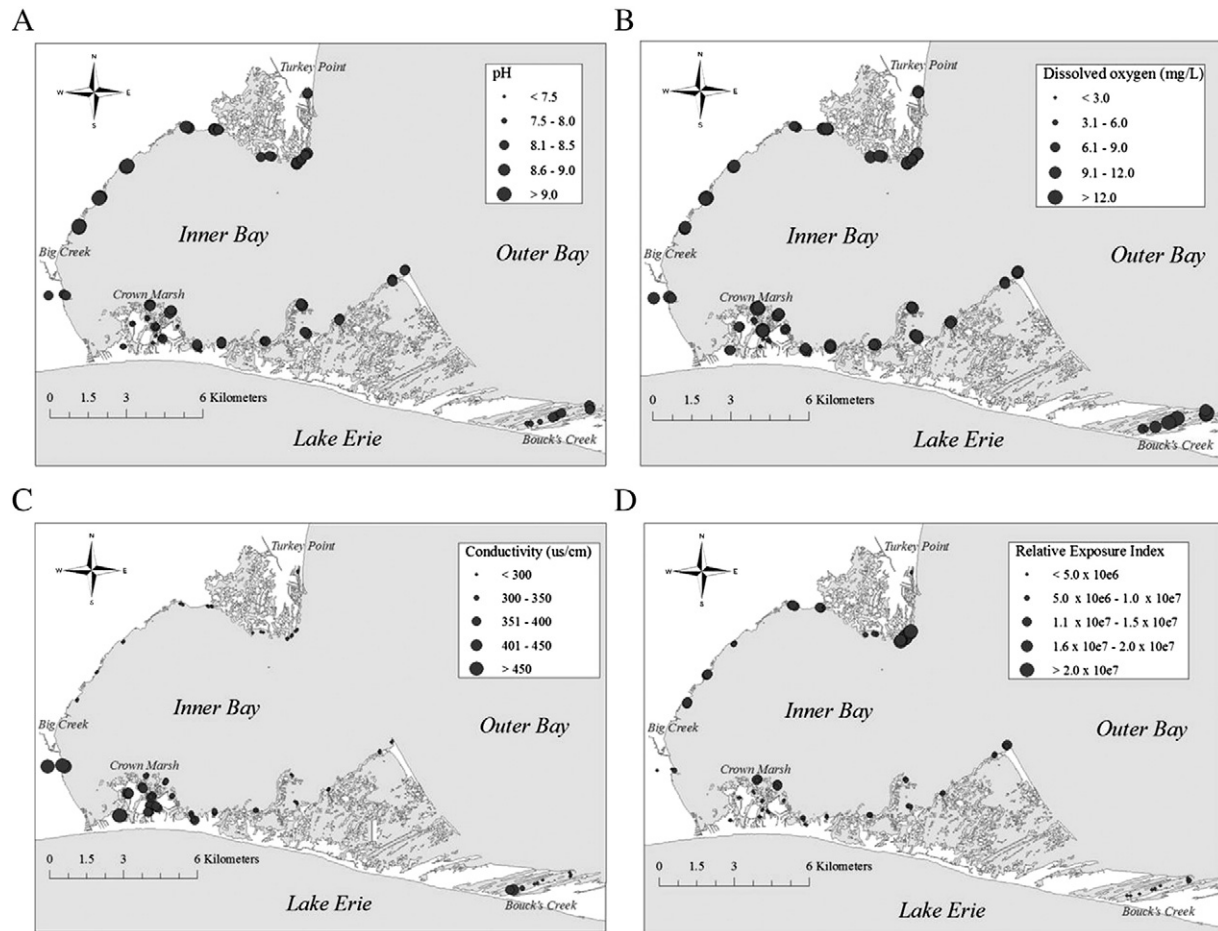 A
N
W E
S
Turkey Point
pH
< 7.5
7.5 - 8.0
8.1 - 8.5
8.6 - 9.0
> 9.0
Inner Bay
Outer Bay
Big Creek
Crown Marsh
0 1.5 3 6 Kilometers
Lake Erie
Bouck's Creek
B
N
W E
S
Turkey Point
Dissolved oxygen (mg/L)
< 3.0
3.1 - 6.0
6.1 - 9.0
9.1 - 12.0
> 12.0
Inner Bay
Outer Bay
Big Creek
Crown Marsh
0 1.5 3 6 Kilometers
Lake Erie
Bouck's Creek
C
N
W E
S
Turkey Point
Conductivity (us/cm)
< 300
300 - 350
351 - 400
401 - 450
> 450
Inner Bay
Outer Bay
Big Creek
Crown Marsh
0 1.5 3 6 Kilometers
Lake Erie
Bouck's Creek
D
N
W E
S
Turkey Point
Relative Exposure Index
< 5.0 x 10e6
5.0 x 10e6 - 1.0 x 10e7
1.1 x 10e7 - 1.5 x 10e7
1.6 x 10e7 - 2.0 x 10e7
> 2.0 x 10e7
Inner Bay
Outer Bay
Big Creek
Crown Marsh
0 1.5 3 6 Kilometers
Lake Erie
Bouck's Creek